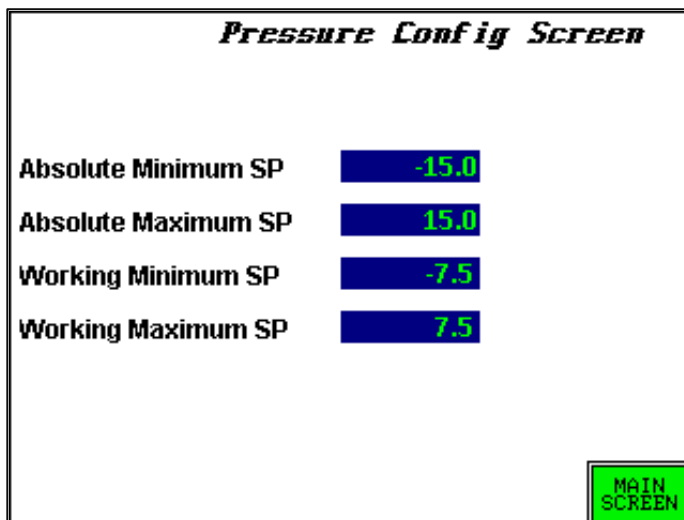 Pressure Config Screen
Absolute Minimum SP -15.0
Absolute Maximum SP 15.0
Working Minimum SP -7.5
Working Maximum SP 7.5
MAIN
SCREEN